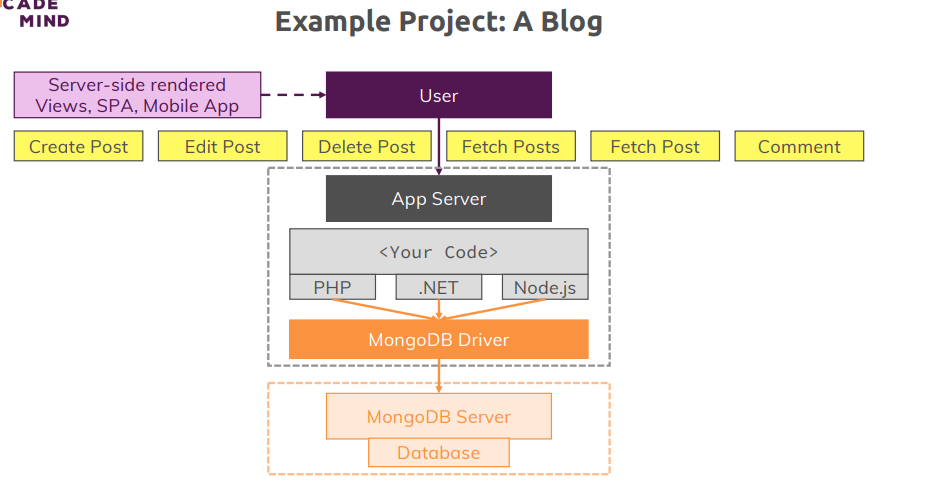 CADE
MIND
Example Project: A Blog
Server-side rendered
Views, SPA, Mobile App
User
Create Post
Edit Post
Delete Post
Fetch Posts
Fetch Post
Comment
App Server
<Your Code>
PHP
.NET
Node.js
MongoDB Driver
MongoDB Server
Database